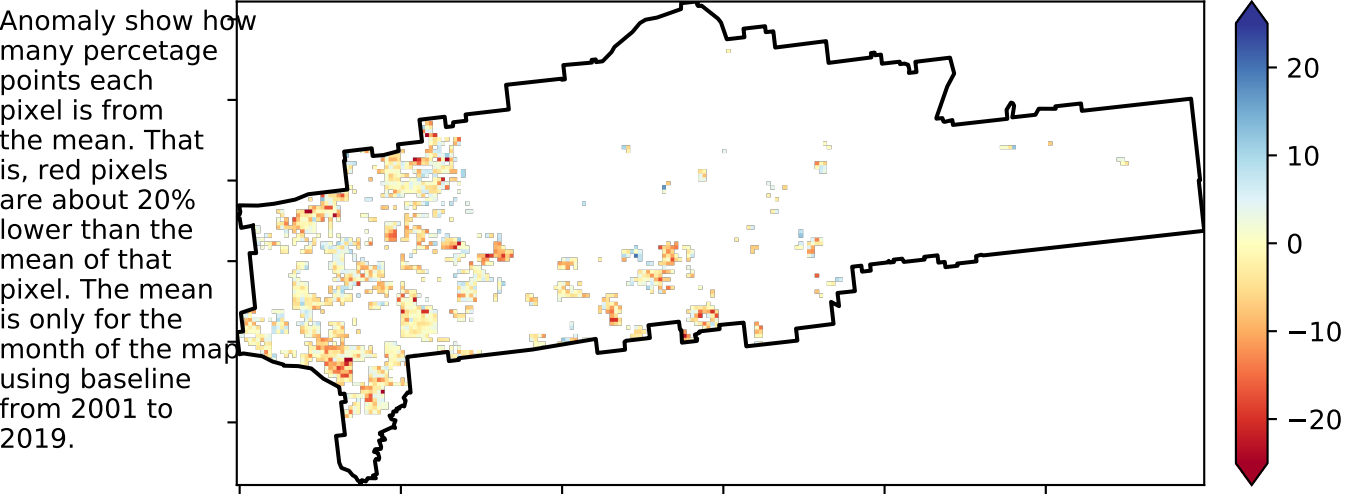 Anomaly show how
many percetage
points each
pixel is from
the mean. That
is, red pixels
are about 20%
lower than the
mean of that
pixel. The mean
is only for the
month of the map
using baseline
from 2001 to
2019.
20
10
0
−10
−20